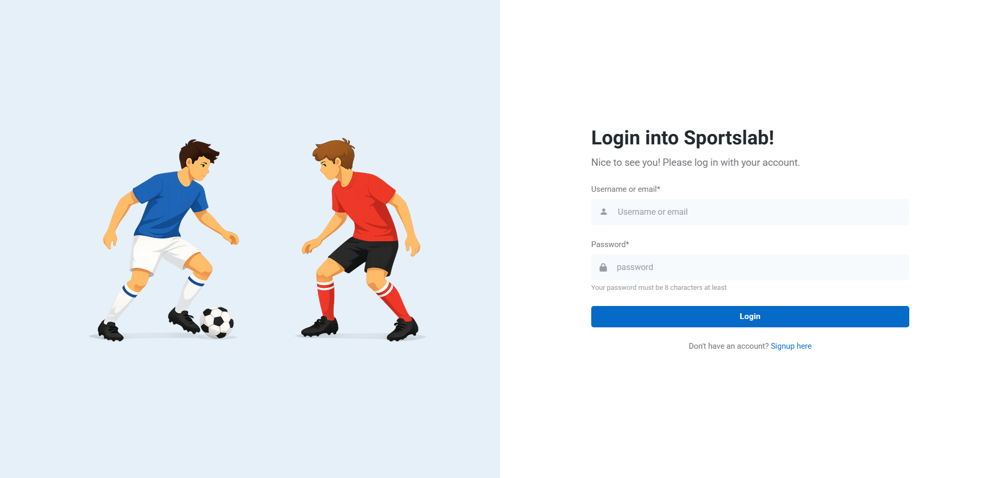 Login into Sportslab!
Nice to see you! Please log in with your account.
Username or email*
Username or email
Password*
password
Your password must be 8 characters at least
Login
Don't have an account? Signup here